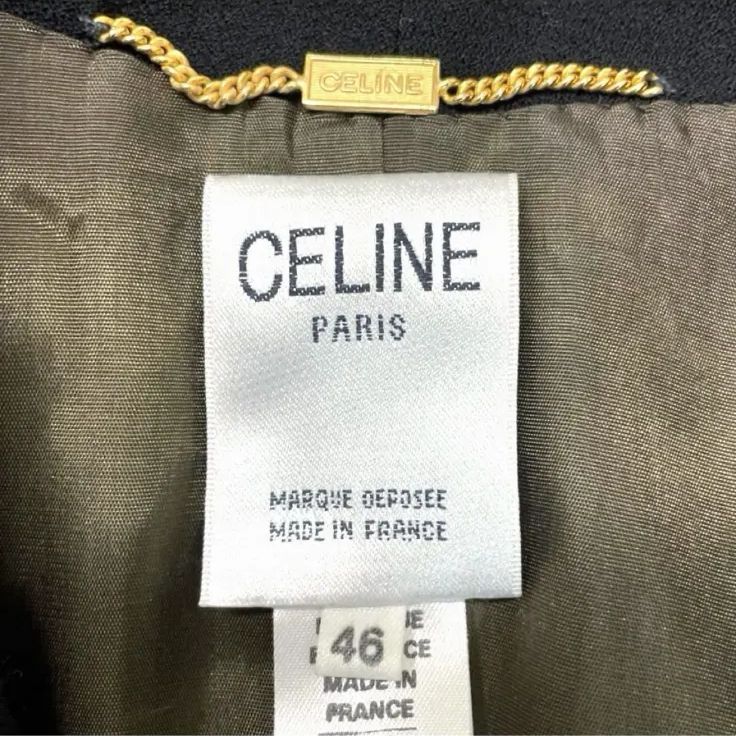 CELINE
CELINE
PARIS
MARQUE DEPOSEE
MADE IN FRANCE
46
MADE IN
FRANCE